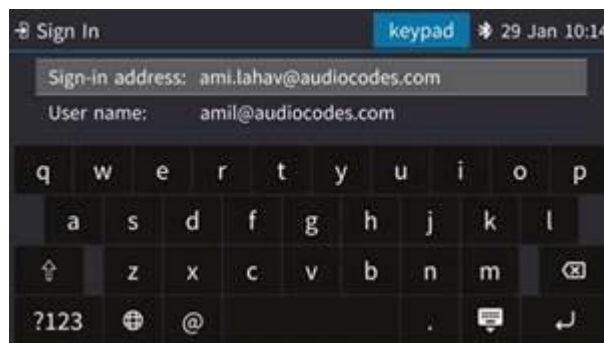 Sign In keypad 29 Jan 10:14
Sign-in address: ami.lahav@audiocodes.com
User name: amil@audiocodes.com
q w e r t y u i o p
a s d f g h j k l
z x c v b n m
?123 @ .